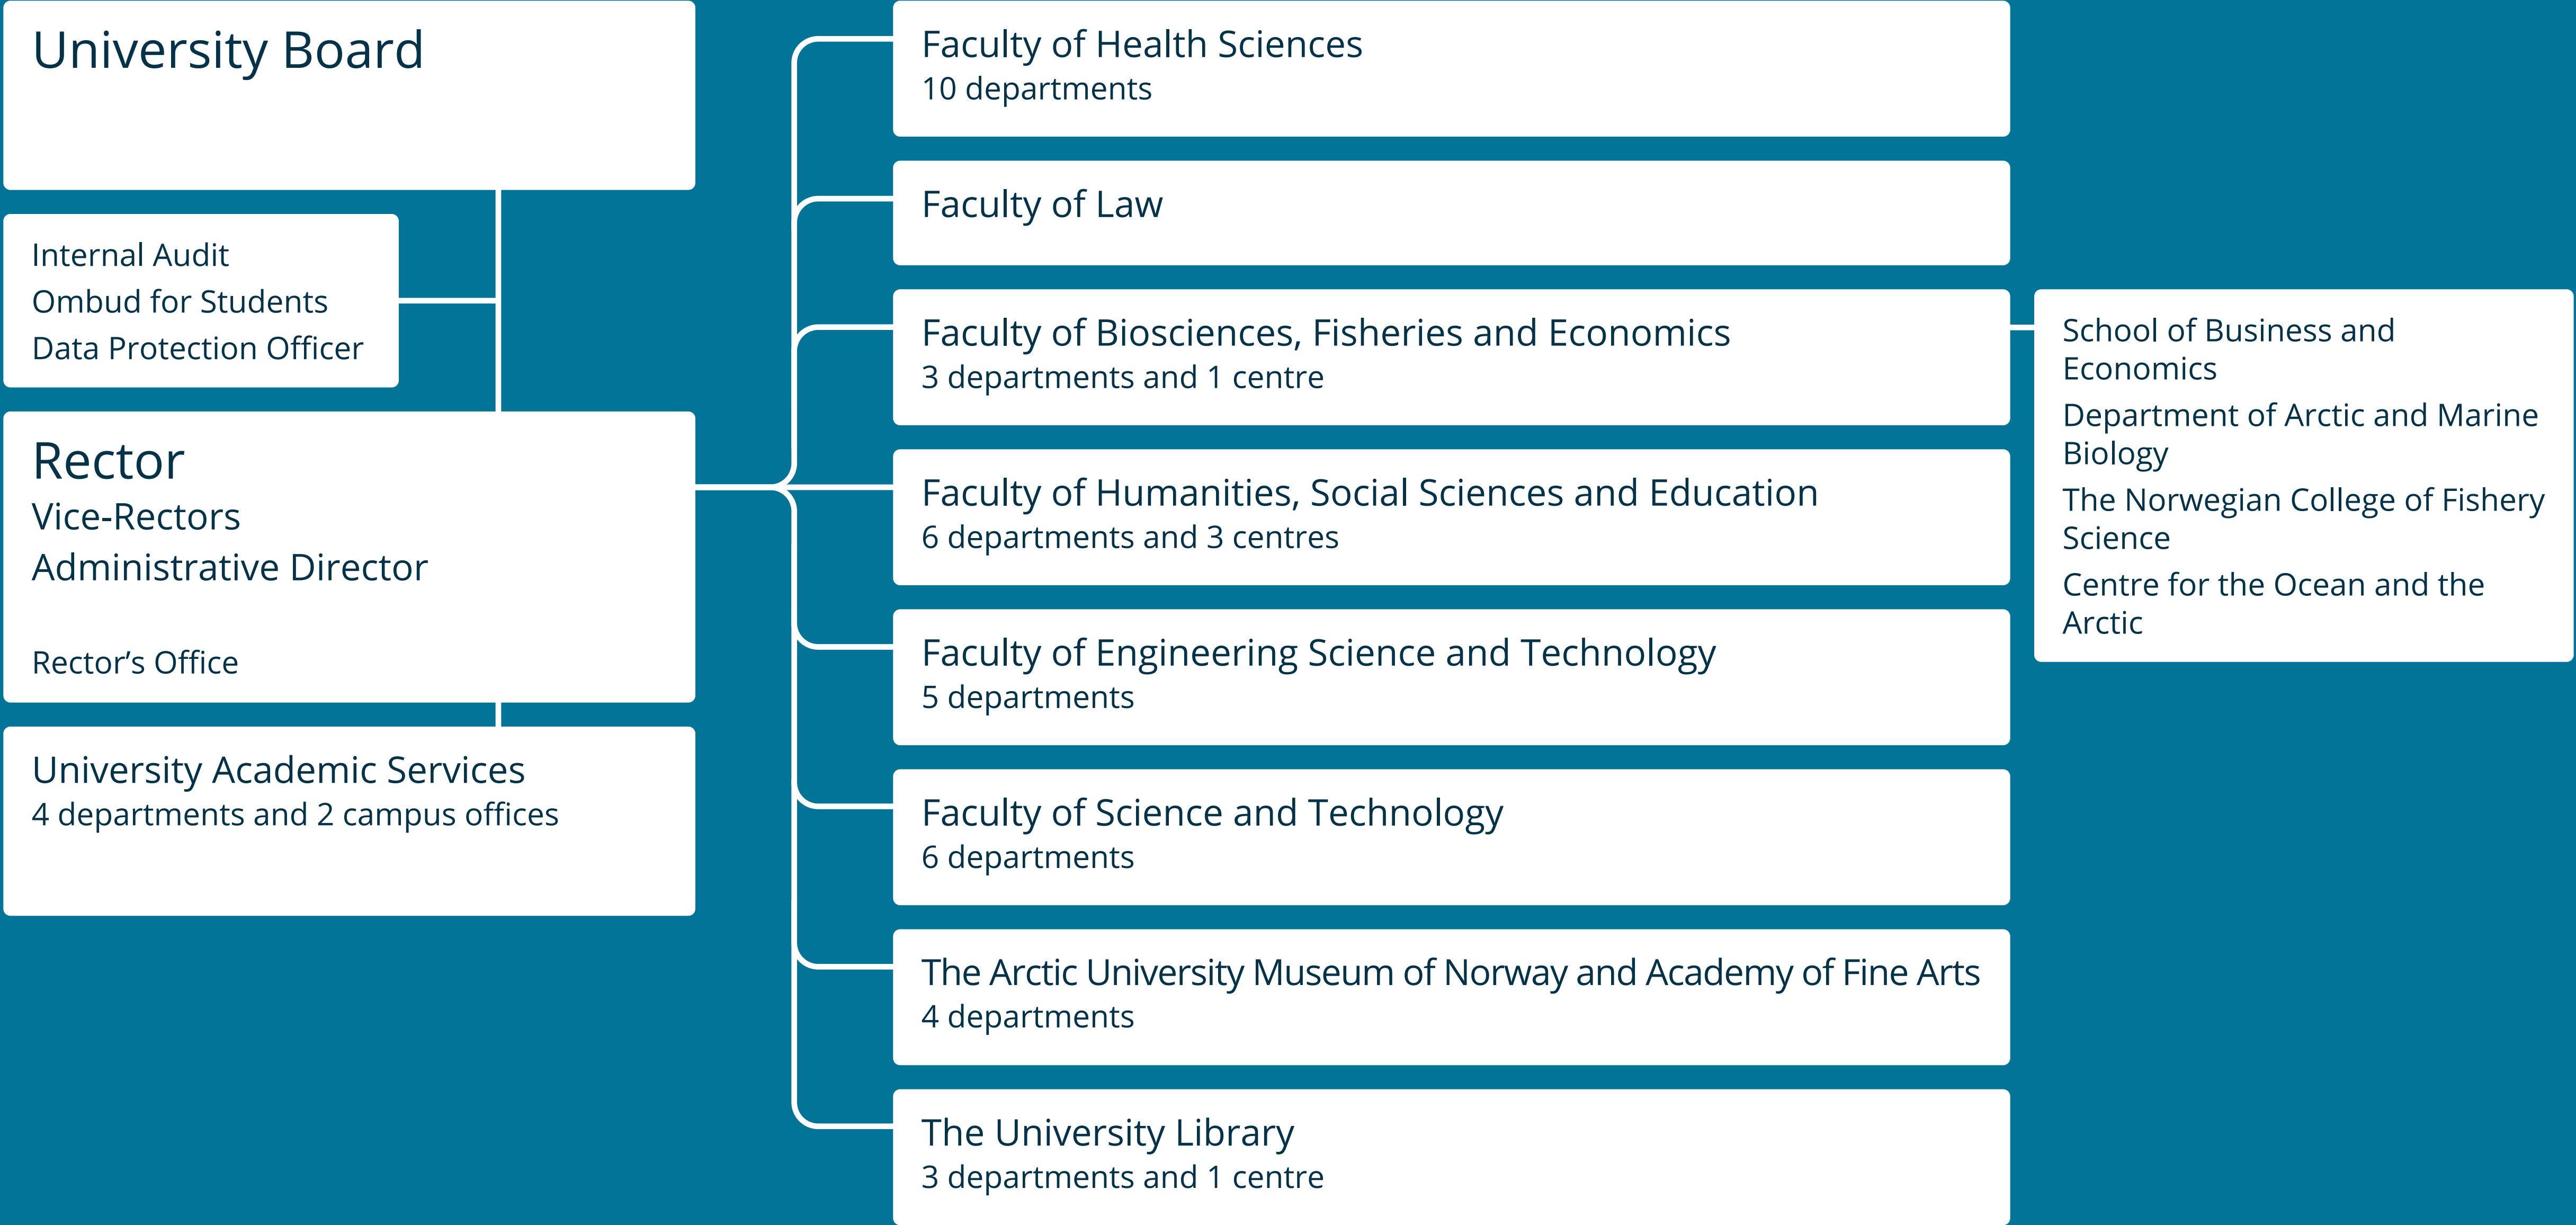 University Board
Internal Audit
Ombud for Students
Data Protection Officer
Rector
Vice-Rectors
Administrative Director
Rector’s Office
University Academic Services
4 departments and 2 campus offices
Faculty of Health Sciences
10 departments
Faculty of Law
Faculty of Biosciences, Fisheries and Economics
3 departments and 1 centre
Faculty of Humanities, Social Sciences and Education
6 departments and 3 centres
Faculty of Engineering Science and Technology
5 departments
Faculty of Science and Technology
6 departments
The Arctic University Museum of Norway and Academy of Fine Arts
4 departments
The University Library
3 departments and 1 centre
School of Business and
Economics
Department of Arctic and Marine
Biology
The Norwegian College of Fishery
Science
Centre for the Ocean and the
Arctic